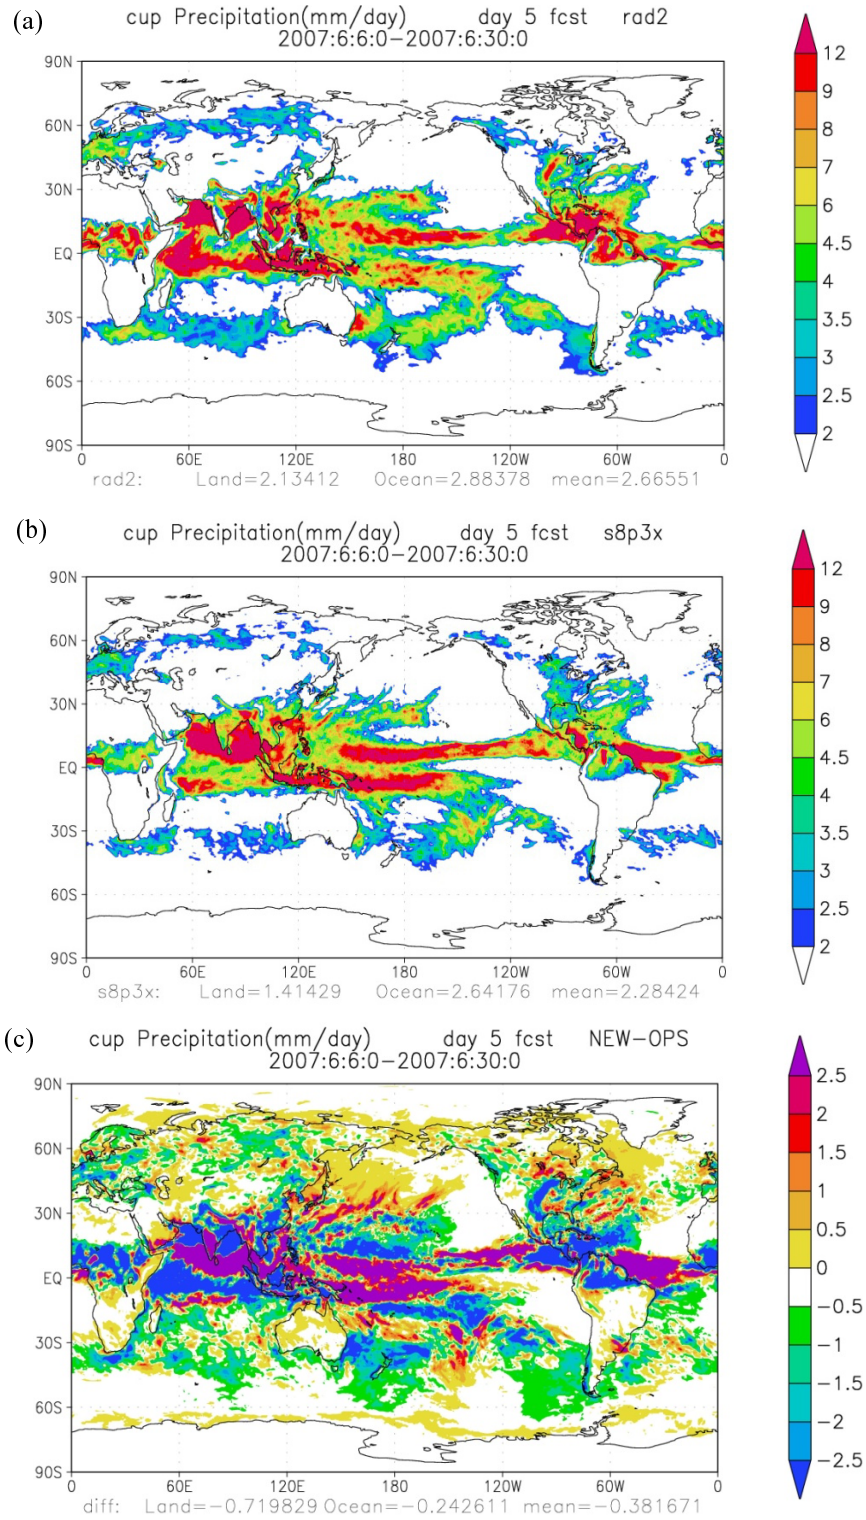 (a)
cup Precipitation(mm/day) day 5 fcst rad2
2007:6:6:0-2007:6:30:0
90N
60N
30N
EQ
30S
60S
90S
0 60E 120E 180 120W 60W 0
rad2: Land=2.13412 Ocean=2.88378 mean=2.66551
12
9
8
7
6
4.5
4
3.5
3
2.5
2
(b)
cup Precipitation(mm/day) day 5 fcst s8p3x
2007:6:6:0-2007:6:30:0
90N
60N
30N
EQ
30S
60S
90S
0 60E 120E 180 120W 60W 0
s8p3x: Land=1.41429 Ocean=2.64176 mean=2.28424
12
9
8
7
6
4.5
4
3.5
3
2.5
2
(c)
cup Precipitation(mm/day) day 5 fcst NEW-OPS
2007:6:6:0-2007:6:30:0
90N
60N
30N
EQ
30S
60S
90S
0 60E 120E 180 120W 60W 0
diff: Land=-0.719829 Ocean=-0.242611 mean=-0.381671
2.5
2
1.5
1
0.5
0
-0.5
-1
-1.5
-2
-2.5